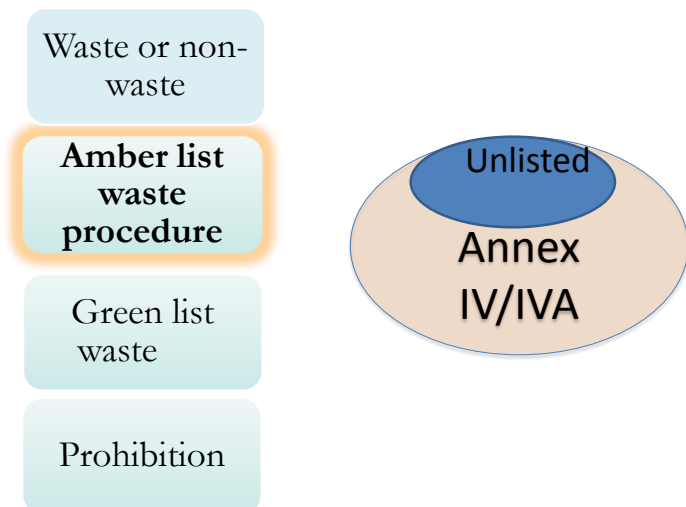 Waste or non-
waste
Amber list
waste
procedure
Green list
waste
Prohibition
Unlisted
Annex
IV/IVA